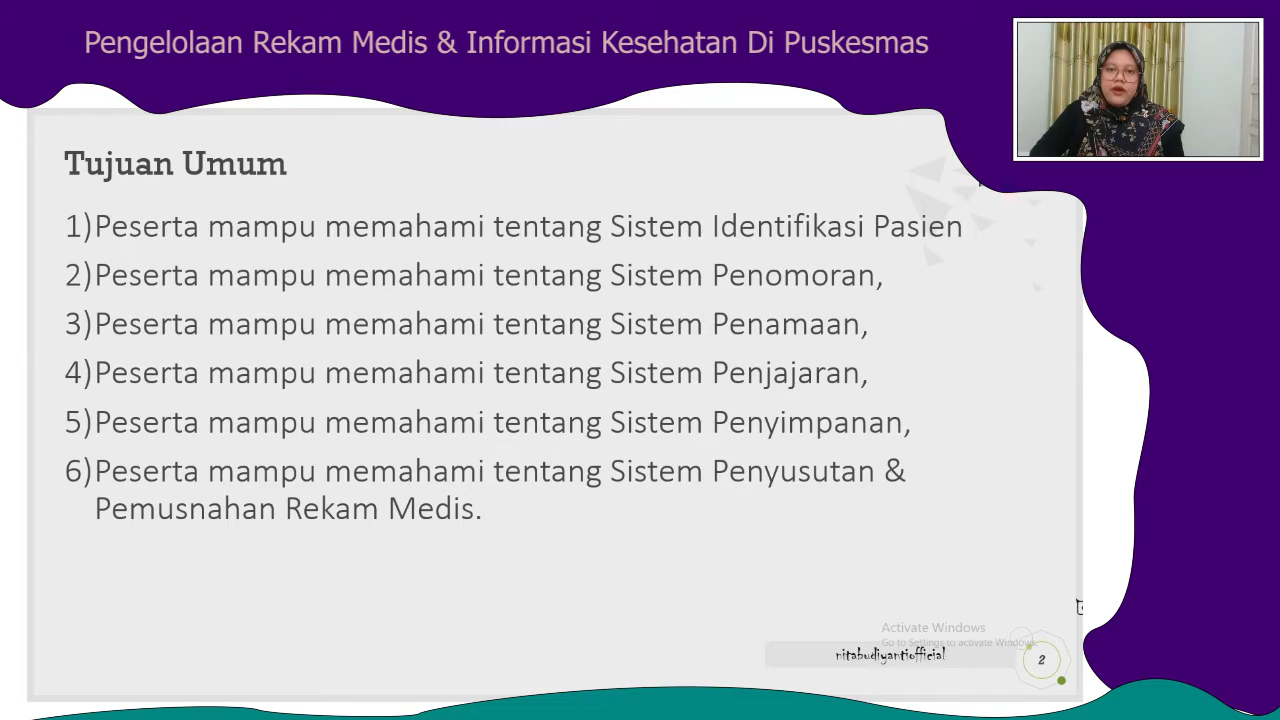 Pengelolaan Rekam Medis & Informasi Kesehatan Di Puskesmas
Tujuan Umum
1)Peserta mampu memahami tentang Sistem Identifikasi Pasien
2)Peserta mampu memahami tentang Sistem Penomoran,
3)Peserta mampu memahami tentang Sistem Penamaan,
4)Peserta mampu memahami tentang Sistem Penjajaran,
5)Peserta mampu memahami tentang Sistem Penyimpanan,
6)Peserta mampu memahami tentang Sistem Penyusutan &
Pemusnahan Rekam Medis.
Activate Windows
Go to Settings to activate Windows.
nitabudiyantiofficial
2